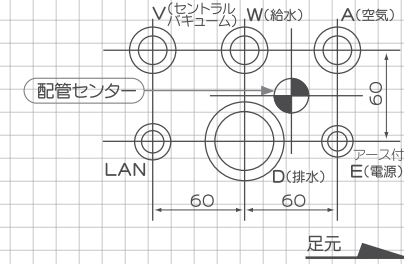 V(セントラル
バキューム)
W(給水)
A(空気)
配管センター
60
LAN
D(排水)
アース付
E(電源)
60
60
足元